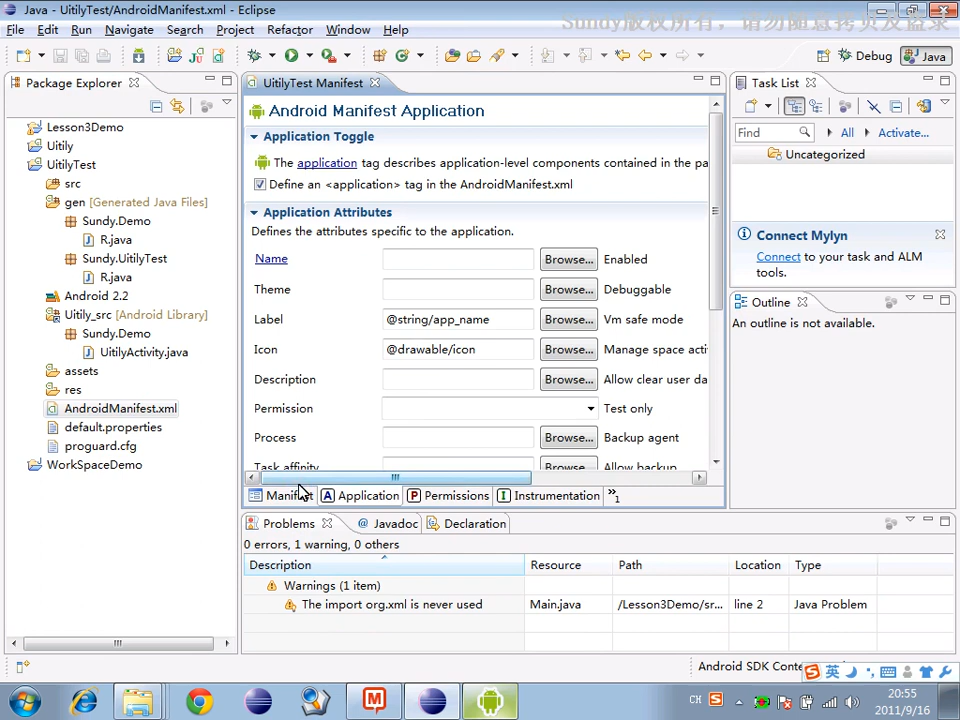 Java - UitilyTest/AndroidManifest.xml - Eclipse
Sundy版权所有，请勿随意拷贝及盗录
File Edit Run Navigate Search Project Refactor Window Help
Debug Java
Package Explorer
Lesson3Demo
Uitily
UitilyTest
src
gen [Generated Java Files]
Sundy.Demo
R.java
Sundy.UitilyTest
R.java
Android 2.2
Uitily_src [Android Library]
Sundy.Demo
UitilyActivity.java
assets
res
AndroidManifest.xml
default.properties
proguard.cfg
WorkSpaceDemo
UitilyTest Manifest
Android Manifest Application
Application Toggle
The application tag describes application-level components contained in the pa
Define an <application> tag in the AndroidManifest.xml
Application Attributes
Defines the attributes specific to the application.
Name Browse... Enabled
Theme Browse... Debuggable
Label @string/app_name Browse... Vm safe mode
Icon @drawable/icon Browse... Manage space acti
Description Browse... Allow clear user da
Permission Test only
Process Browse... Backup agent
Task affinity Browse... Allow backup
Manifest Application Permissions Instrumentation »1
Task List
Find All Activate...
Uncategorized
Connect Mylyn
Connect to your task and ALM
tools.
Outline
An outline is not available.
Problems Javadoc Declaration
0 errors, 1 warning, 0 others
Description Resource Path Location Type
Warnings (1 item)
The import org.xml is never used Main.java /Lesson3Demo/sr... line 2 Java Problem
Android SDK Conte
英
CH
20:55
2011/9/16